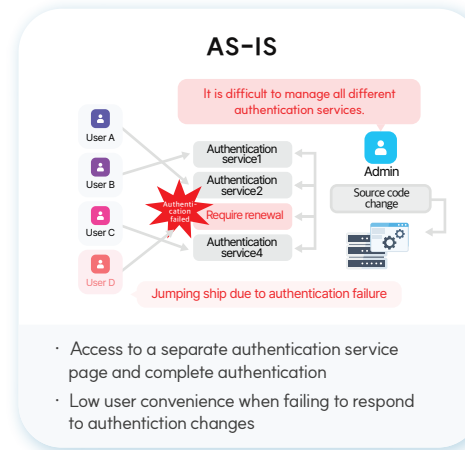 AS-IS
It is difficult to manage all different
authentication services.
User A
User B
User C
User D
Authentication
service1
Authentication
service2
Authenti-
cation
failed
Require renewal
Authentication
service4
Admin
Source code
change
Jumping ship due to authentication failure
· Access to a separate authentication service
page and complete authentication
· Low user convenience when failing to respond
to authentiction changes